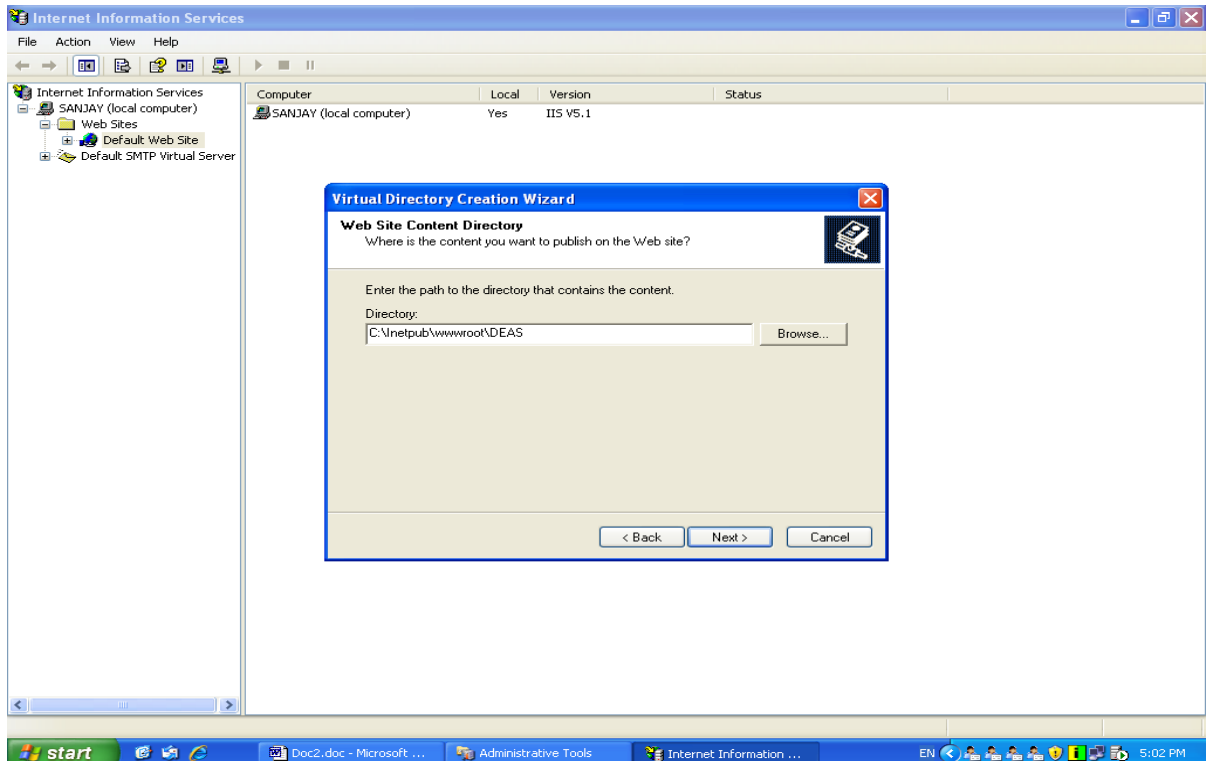 Internet Information Services
File Action View Help
Internet Information Services
SANJAY (local computer)
Web Sites
Default Web Site
Default SMTP Virtual Server
Computer Local Version Status
SANJAY (local computer) Yes IIS V5.1
Virtual Directory Creation Wizard
Web Site Content Directory
Where is the content you want to publish on the Web site?
Enter the path to the directory that contains the content.
Directory:
C:\Inetpub\wwwroot\DEAS
Browse...
< Back Next > Cancel
start Doc2.doc - Microsoft ... Administrative Tools Internet Information ... EN 5:02 PM